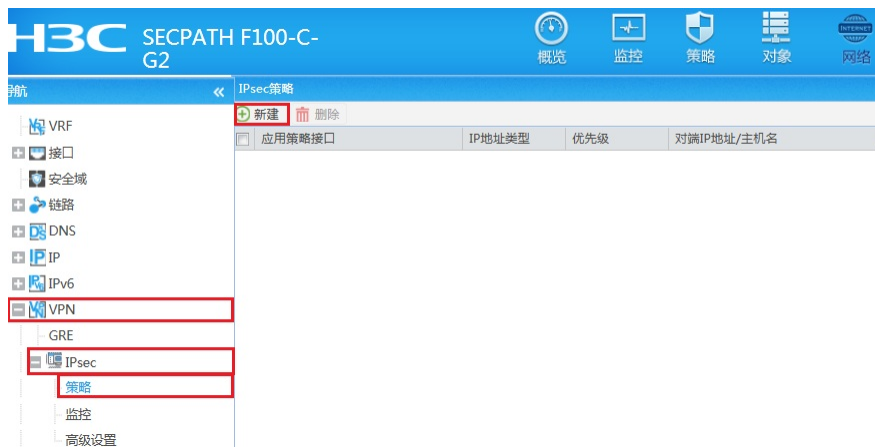 H3C SECPATH F100-C-G2
概览 监控 策略 对象 网络
INTERNET
导航 «
IPsec策略
新建 删除
应用策略接口 IP地址类型 优先级 对端IP地址/主机名
VRF
接口
安全域
链路
DNS
IP
IPv6
VPN
GRE
IPsec
策略
监控
高级设置